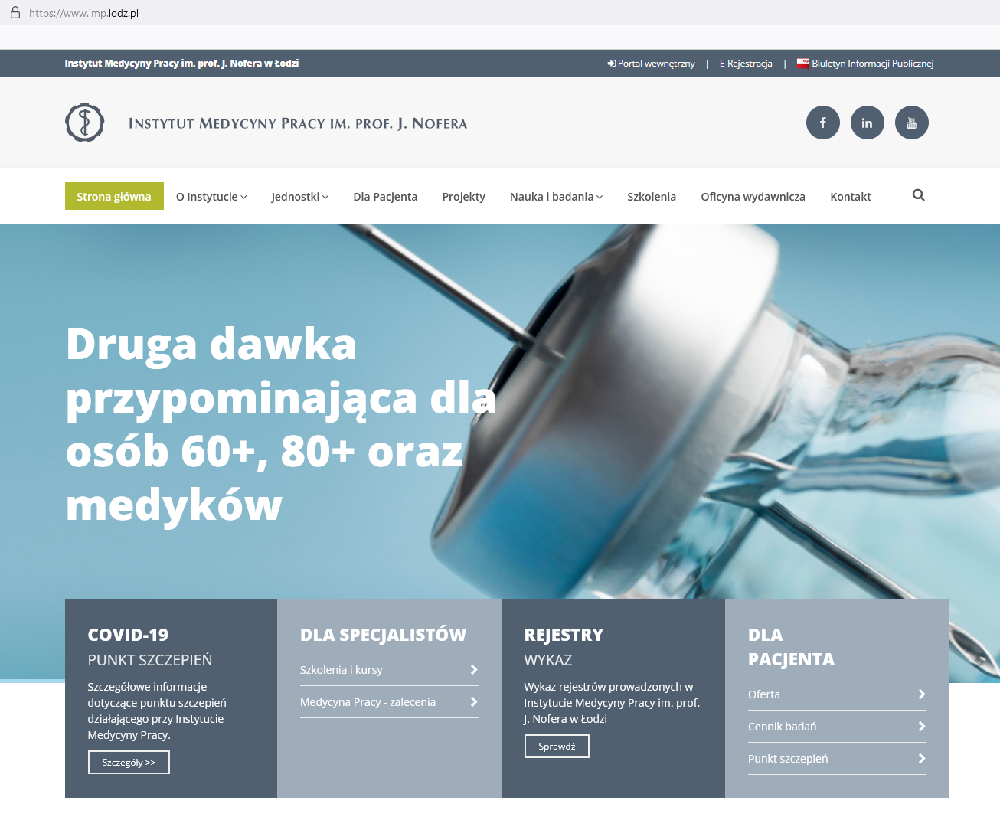 https://www.imp.lodz.pl
Instytut Medycyny Pracy im. prof. J. Nofera w Łodzi
Portal wewnętrzny | E-Rejestracja | Biuletyn Informacji Publicznej
Instytut Medycyny Pracy im. prof. J. Nofera
Strona główna O Instytucie Jednostki Dla Pacjenta Projekty Nauka i badania Szkolenia Oficyna wydawnicza Kontakt
Druga dawka
przypominająca dla
osób 60+, 80+ oraz
medyków
COVID-19
PUNKT SZCZEPIEŃ
Szczegółowe informacje
dotyczące punktu szczepień
działającego przy Instytucie
Medycyny Pracy.
Szczegóły >>
DLA SPECJALISTÓW
Szkolenia i kursy
Medycyna Pracy - zalecenia
REJESTRY
WYKAZ
Wykaz rejestrów prowadzonych w
Instytucie Medycyny Pracy im. prof.
J. Nofera w Łodzi
Sprawdź
DLA
PACJENTA
Oferta
Cennik badań
Punkt szczepień